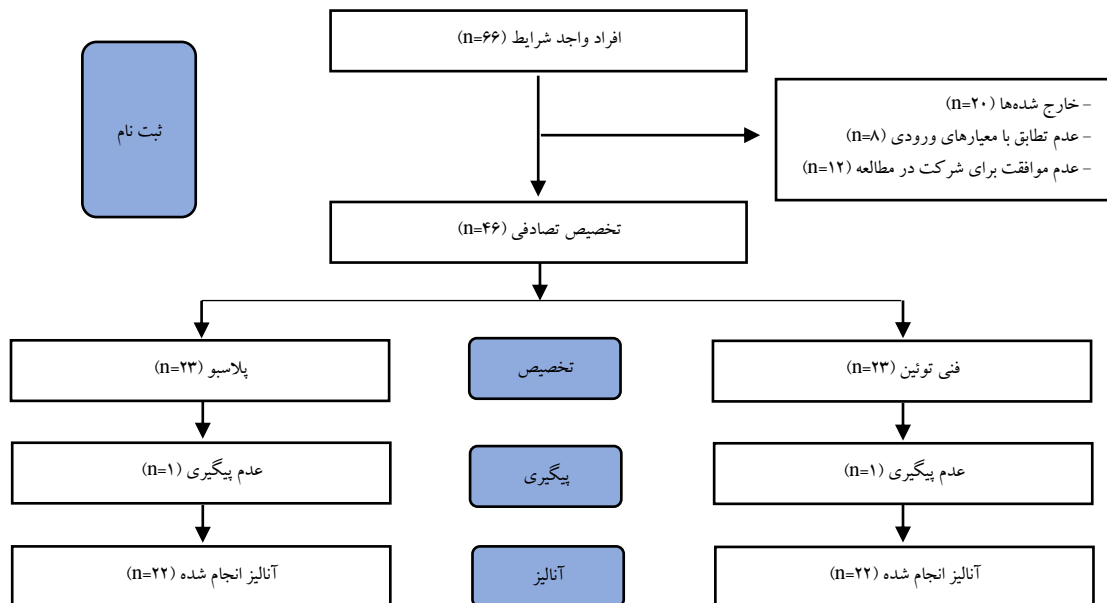 افراد واجد شرایط (n=۶۶)
ثبت نام
- خارج شده‌ها (n=۲۰)
- عدم تطابق با معیارهای ورودی (n=۸)
- عدم موافقت برای شرکت در مطالعه (n=۱۲)
تخصیص تصادفی (n=۴۶)
فنی توئین (n=۲۳)
تخصیص
پلاسبو (n=۲۳)
عدم پیگیری (n=۱)
پیگیری
عدم پیگیری (n=۱)
آنالیز انجام شده (n=۲۲)
آنالیز
آنالیز انجام شده (n=۲۲)